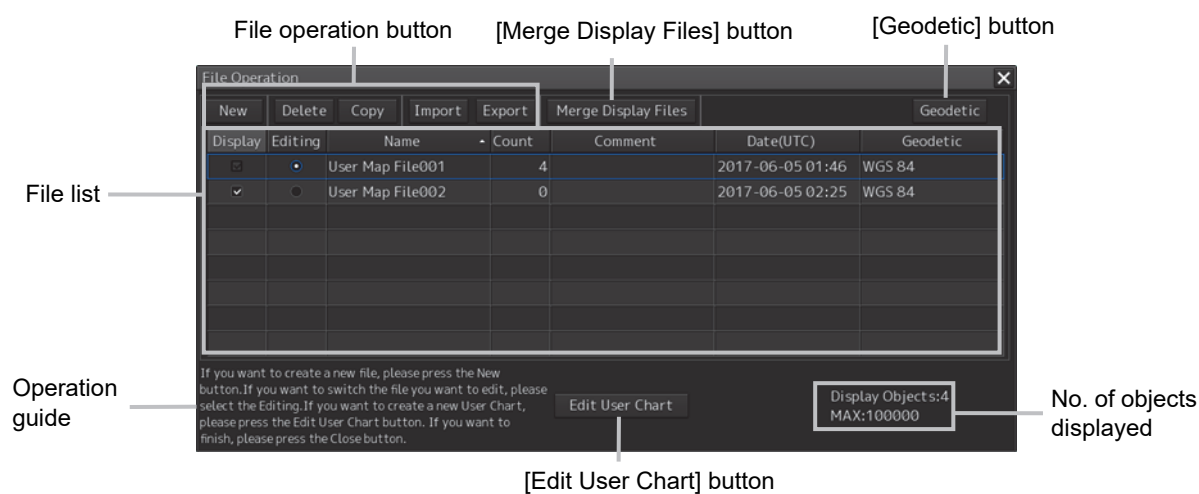 File operation button
[Merge Display Files] button
[Geodetic] button
File Operation
New Delete Copy Import Export Merge Display Files Geodetic
Display Editing Name Count Comment Date(UTC) Geodetic
User Map File001 4 2017-06-05 01:46 WGS 84
User Map File002 0 2017-06-05 02:25 WGS 84
File list
If you want to create a new file, please press the New
button.If you want to switch the file you want to edit, please
select the Editing.If you want to create a new User Chart,
please press the Edit User Chart button. If you want to
finish, please press the Close button.
Operation
guide
Edit User Chart
Display Objects:4
MAX:100000
No. of objects
displayed
[Edit User Chart] button